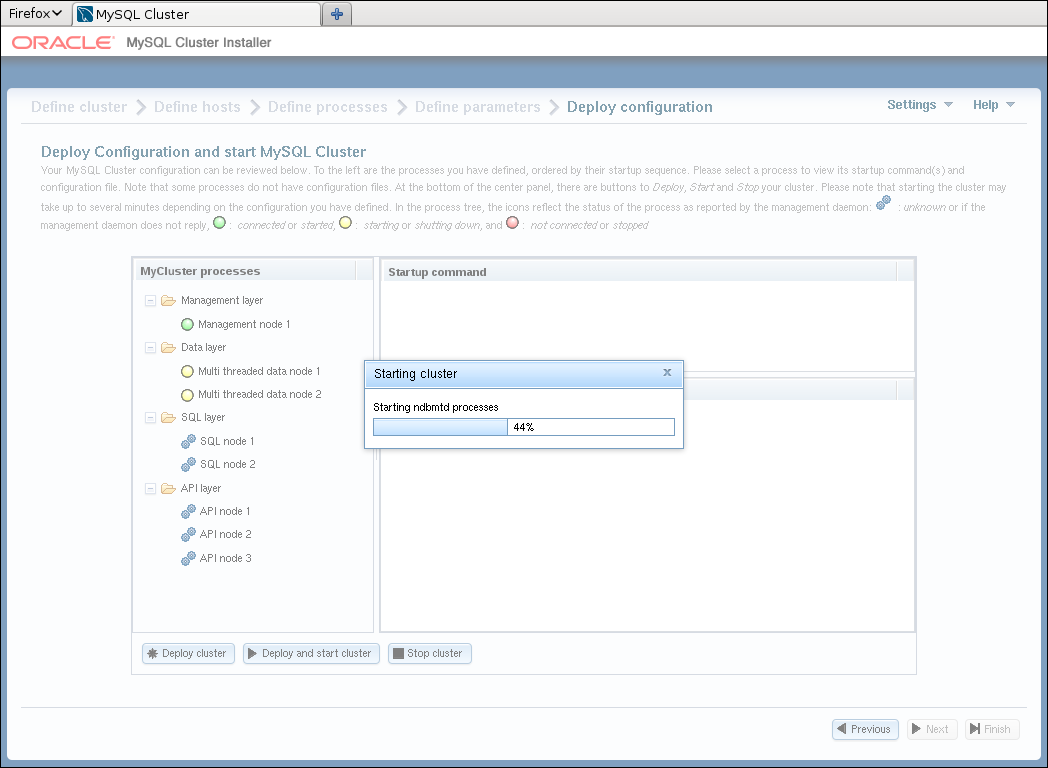 Firefox
MySQL Cluster
ORACLE MySQL Cluster Installer
Define cluster Define hosts Define processes Define parameters Deploy configuration Settings Help
Deploy Configuration and start MySQL Cluster
Your MySQL Cluster configuration can be reviewed below. To the left are the processes you have defined, ordered by their startup sequence. Please select a process to view its startup command(s) and
configuration file. Note that some processes do not have configuration files. At the bottom of the center panel, there are buttons to Deploy, Start and Stop your cluster. Please note that starting the cluster may
take up to several minutes depending on the configuration you have defined. In the process tree, the icons reflect the status of the process as reported by the management daemon: : unknown or if the
management daemon does not reply, : connected or started, : starting or shutting down, and : not connected or stopped
MyCluster processes
Management layer
Management node 1
Data layer
Multi threaded data node 1
Multi threaded data node 2
SQL layer
SQL node 1
SQL node 2
API layer
API node 1
API node 2
API node 3
Startup command
Starting cluster x
Starting ndbmtd processes
44%
Deploy cluster Deploy and start cluster Stop cluster
Previous Next Finish